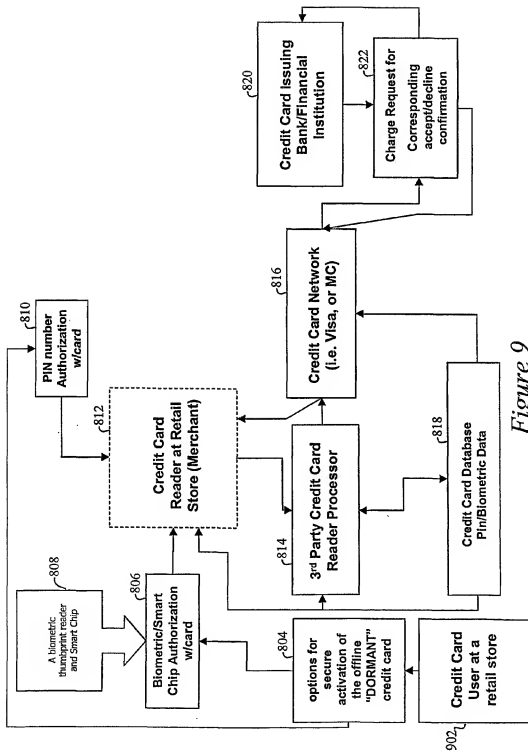 820
Credit Card Issuing
Bank/Financial
Institution
822
Charge Request for
Corresponding
accept/decline
confirmation
810
PIN number
Authorization
w/card
812
Credit Card
Reader at Retail
Store (Merchant)
816
Credit Card Network
(i.e. Visa, or MC)
808
A biometric
thumbprint reader
and Smart Chip
806
Biometric/Smart
Chip Authorization
w/card
814
3rd Party Credit Card
Reader Processor
818
Credit Card Database
Pin/Biometric Data
804
options for
secure
activation of
the offline
"DORMANT"
credit card
902
Credit Card
User at a
retail store
Figure 9